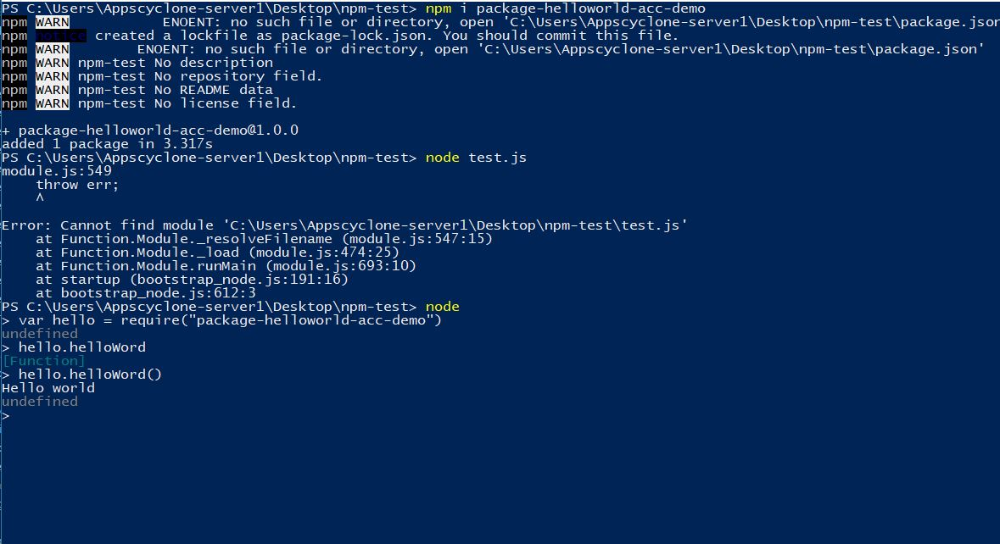 PS C:\Users\Appscyclone-server1\Desktop\npm-test> npm i package-helloworld-acc-demo
npm WARN ENOENT: no such file or directory, open 'C:\Users\Appscyclone-server1\Desktop\npm-test\package.json
npm notice created a lockfile as package-lock.json. You should commit this file.
npm WARN ENOENT: no such file or directory, open 'C:\Users\Appscyclone-server1\Desktop\npm-test\package.json'
npm WARN npm-test No description
npm WARN npm-test No repository field.
npm WARN npm-test No README data
npm WARN npm-test No license field.
+ package-helloworld-acc-demo@1.0.0
added 1 package in 3.317s
PS C:\Users\Appscyclone-server1\Desktop\npm-test> node test.js
module.js:549
throw err;
^
Error: Cannot find module 'C:\Users\Appscyclone-server1\Desktop\npm-test\test.js'
at Function.Module._resolveFilename (module.js:547:15)
at Function.Module._load (module.js:474:25)
at Function.Module.runMain (module.js:693:10)
at startup (bootstrap_node.js:191:16)
at bootstrap_node.js:612:3
PS C:\Users\Appscyclone-server1\Desktop\npm-test> node
> var hello = require("package-helloworld-acc-demo")
undefined
> hello.helloWord
[Function]
> hello.helloWord()
Hello world
undefined
>